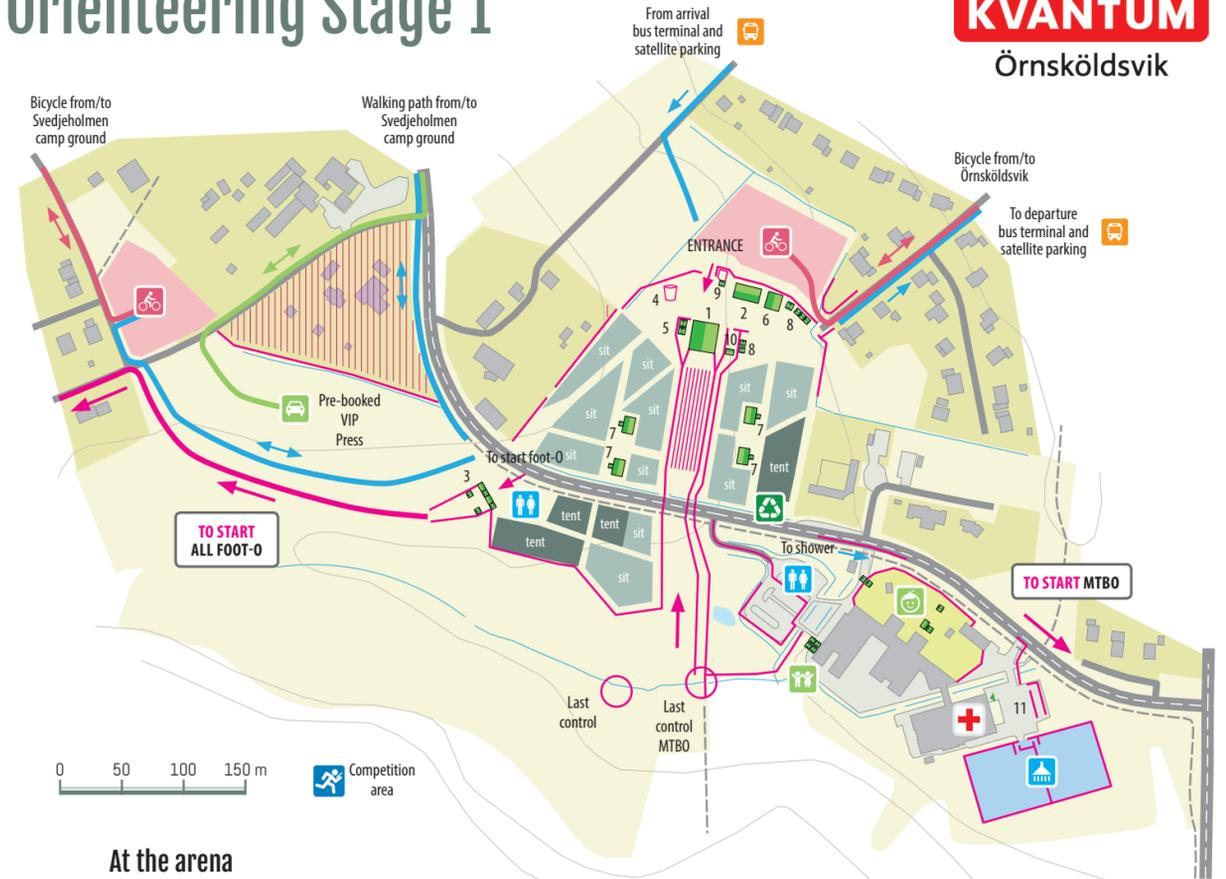 Orienteering Stage 1
KVANTUM
Örnsköldsvik
From arrival
bus terminal and
satellite parking
Bicycle from/to
Svedjeholmen
camp ground
Walking path from/to
Svedjeholmen
camp ground
Bicycle from/to
Örnsköldsvik
To departure
bus terminal and
satellite parking
ENTRANCE
4
9
1
2
6
8
5
10
8
sit
sit
sit
sit
sit
sit
7
7
sit
sit
7
7
sit
tent
sit
Pre-booked
VIP
Press
To start foot-O
3
tent
tent
tent
sit
sit
TO START
ALL FOOT-O
To shower
TO START MTBO
Last
control
Last
control
MTBO
11
0 50 100 150 m
Competition
area
At the arena